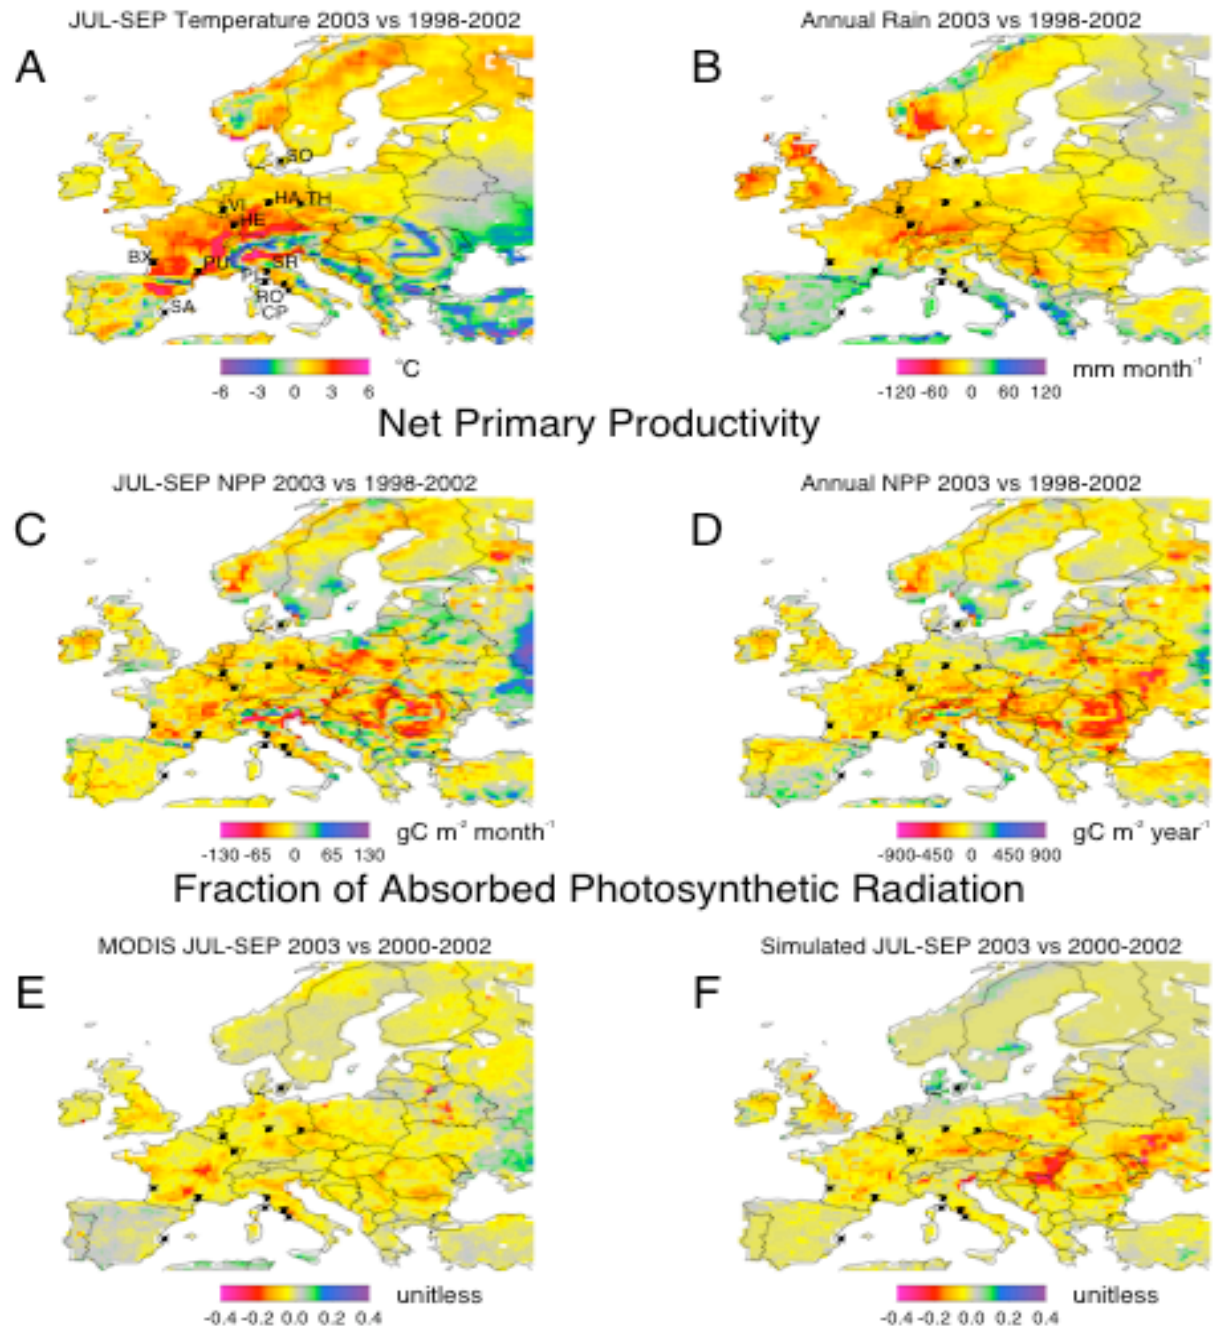 JUL-SEP Temperature 2003 vs 1998-2002
Annual Rain 2003 vs 1998-2002
A
B
SO
VI
HA TH
HE
BX
PU
SR
PI
RO
SA
CP
°C
-6 -3 0 3 6
mm month⁻¹
-120 -60 0 60 120
Net Primary Productivity
JUL-SEP NPP 2003 vs 1998-2002
Annual NPP 2003 vs 1998-2002
C
D
gC m⁻² month⁻¹
-130 -65 0 65 130
gC m⁻² year⁻¹
-900-450 0 450 900
Fraction of Absorbed Photosynthetic Radiation
MODIS JUL-SEP 2003 vs 2000-2002
Simulated JUL-SEP 2003 vs 2000-2002
E
F
unitless
-0.4 -0.2 0.0 0.2 0.4
unitless
-0.4 -0.2 0.0 0.2 0.4